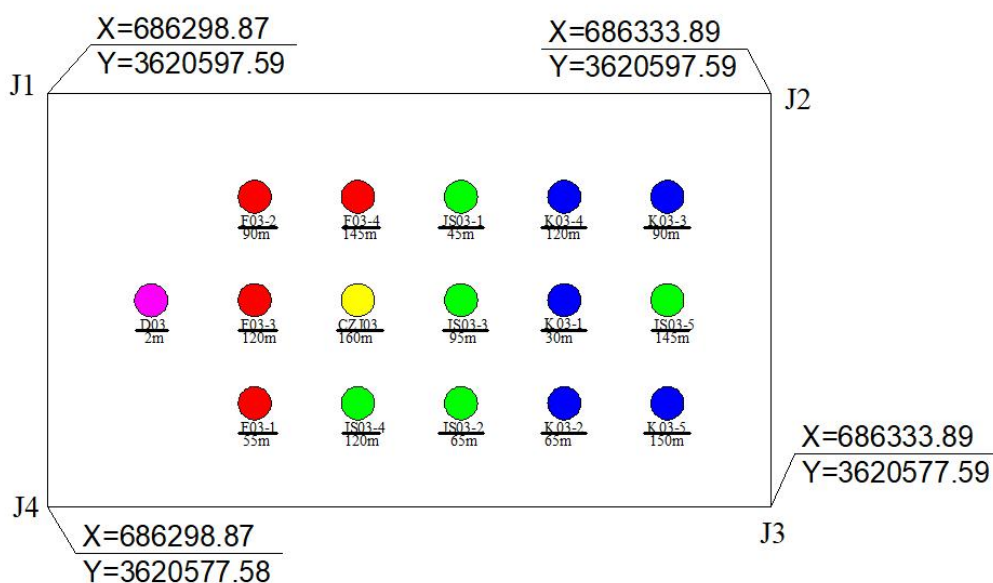 X=686298.87
Y=3620597.59
X=686333.89
Y=3620597.59
J1
J2
F03-2
90m
F03-4
145m
JS03-1
45m
K03-4
120m
K03-3
90m
D03
2m
F03-3
120m
CZJ03
160m
JS03-3
95m
K03-1
30m
JS03-5
145m
F03-1
55m
JS03-4
120m
JS03-2
65m
K03-2
65m
K03-5
150m
X=686333.89
Y=3620577.59
J4
J3
X=686298.87
Y=3620577.58